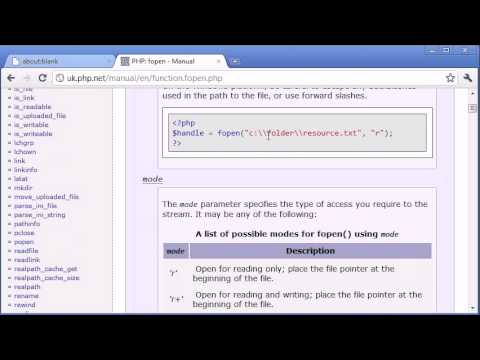 about:blank
PHP: fopen - Manual
uk.php.net/manual/en/function.fopen.php
is_link
is_readable
is_uploaded_file
is_writable
is_writeable
lchgrp
lchown
link
linkinfo
lstat
mkdir
move_uploaded_file
parse_ini_file
parse_ini_string
pathinfo
pclose
popen
readfile
readlink
realpath_cache_get
realpath_cache_size
realpath
rename
rewind
used in the path to the file, or use forward slashes.
<?php
$handle = fopen("c:\\folder\\resource.txt", "r");
?>
mode
The mode parameter specifies the type of access you require to the
stream. It may be any of the following:
A list of possible modes for fopen() using mode
mode Description
'r' Open for reading only; place the file pointer at the
beginning of the file.
'r+' Open for reading and writing; place the file pointer at
the beginning of the file.